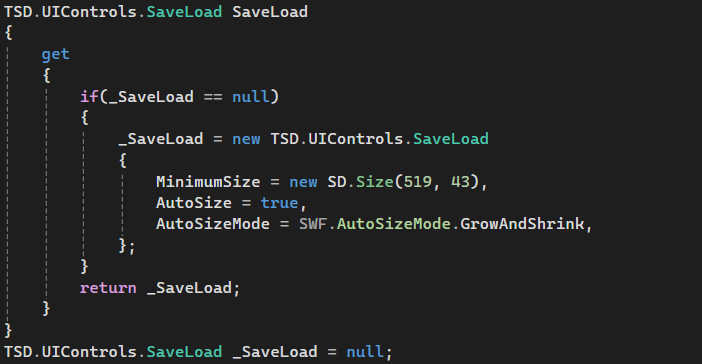 TSD.UIControls.SaveLoad SaveLoad
{
    get
    {
        if(_SaveLoad == null)
        {
            _SaveLoad = new TSD.UIControls.SaveLoad
            {
                MinimumSize = new SD.Size(519, 43),
                AutoSize = true,
                AutoSizeMode = SWF.AutoSizeMode.GrowAndShrink,
            };
        }
        return _SaveLoad;
    }
}
TSD.UIControls.SaveLoad _SaveLoad = null;